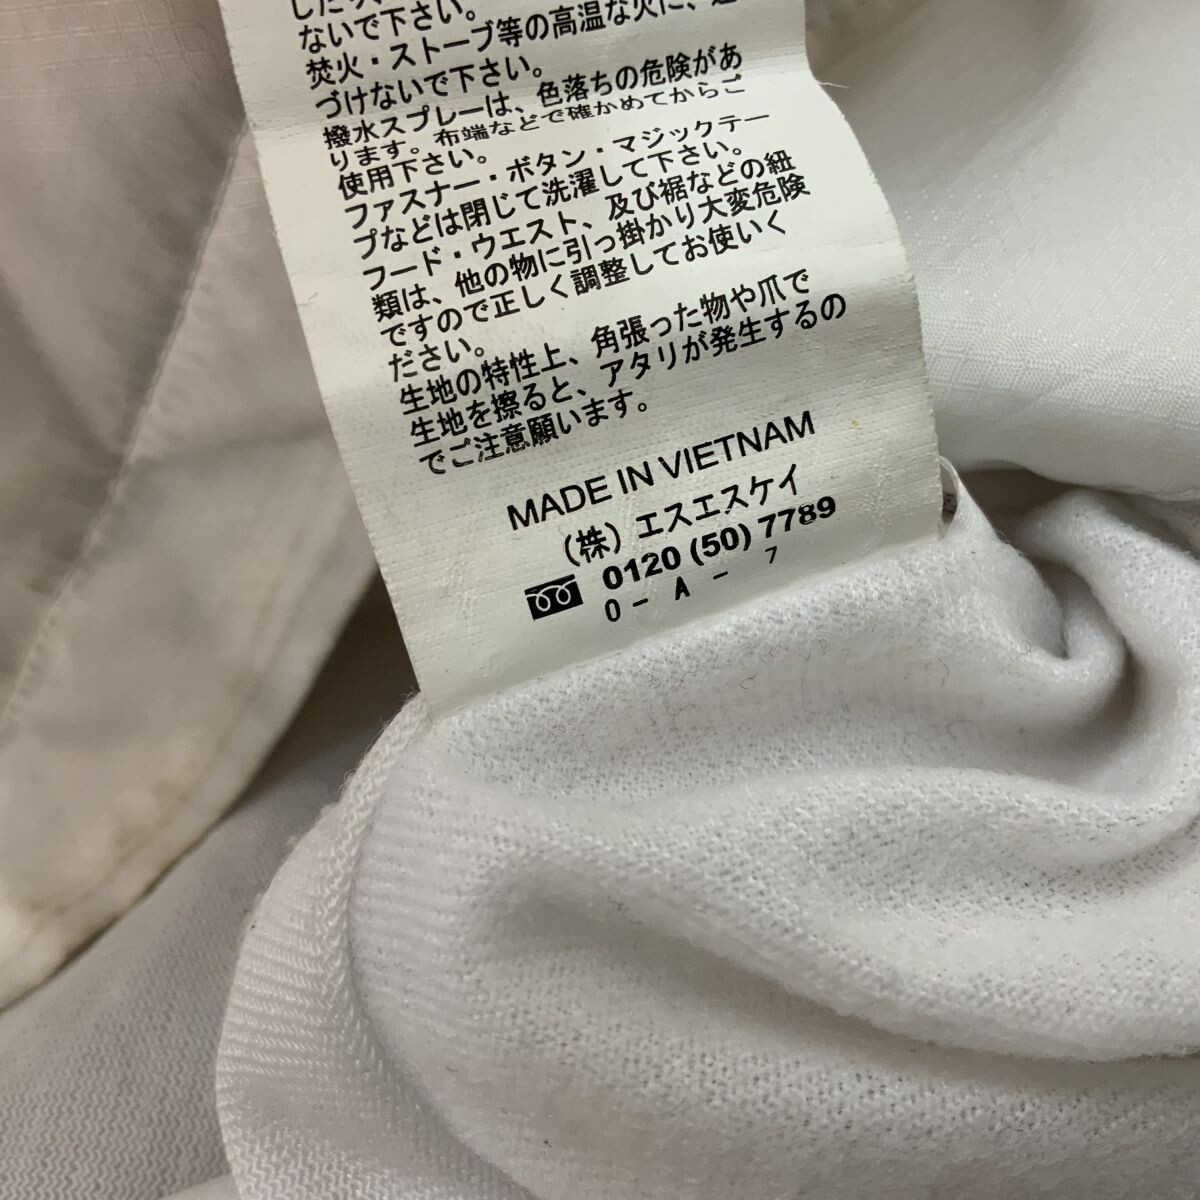 ないで下さい。
焚火・ストーブ等の高温な火に、近
づけないで下さい。
撥水スプレーは、色落ちの危険があ
ります。布端などで確かめてからご
使用下さい。
ファスナー・ボタン・マジックテー
プなどは閉じて洗濯して下さい。
フード・ウエスト、及び裾などの紐
類は、他の物に引っ掛かり大変危険
ですので正しく調整してお使いく
ださい。
生地の特性上、角張った物や爪で
生地を擦ると、アタリが発生するの
でご注意願います。
MADE IN VIETNAM
（株）エスエスケイ
0120 (50) 7789
0 - A - 7